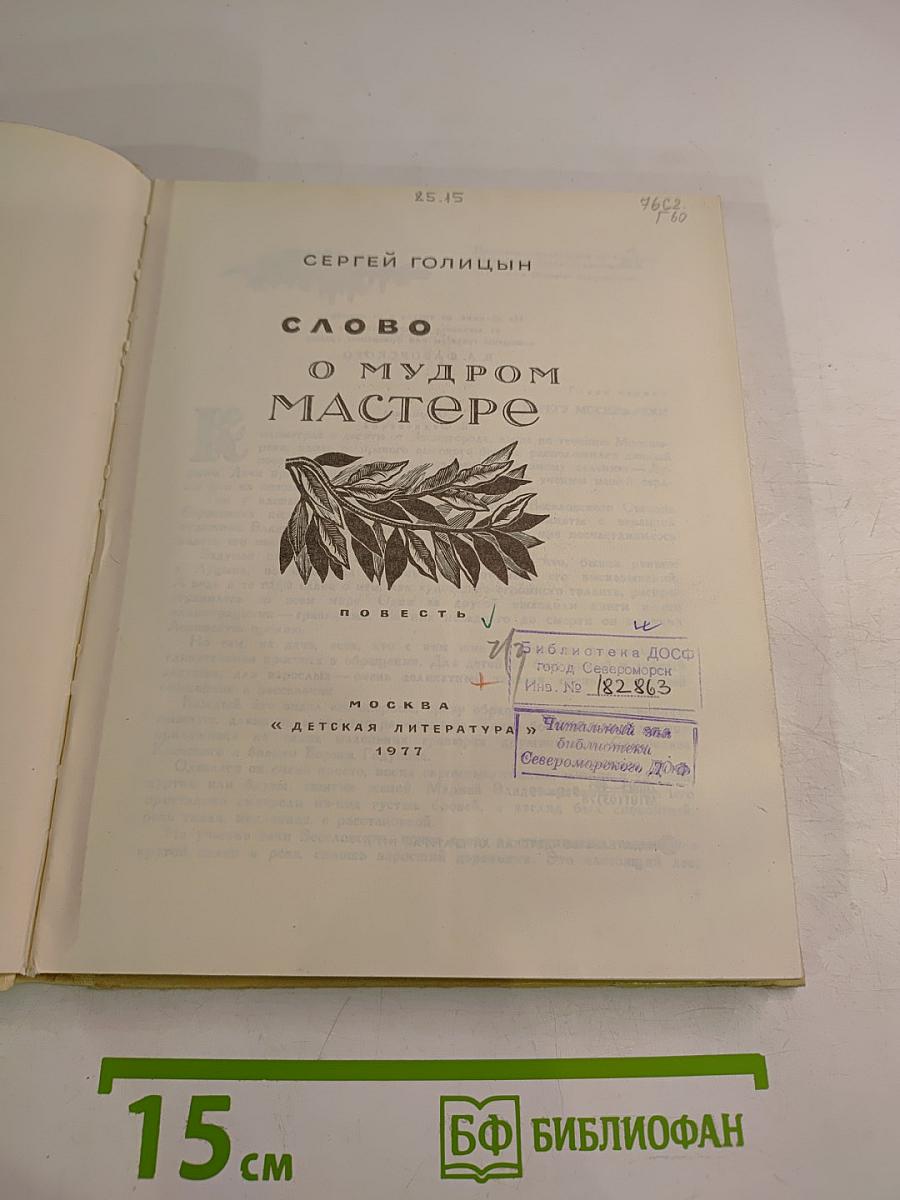 85.15
76С2.
Г60
СЕРГЕЙ ГОЛИЦЫН
СЛОВО
О МУДРОМ
МАСТЕРЕ
ПОВЕСТЬ
Библиотека ДОСФ
город Североморск
Инв. № 182863
МОСКВА
«ДЕТСКАЯ ЛИТЕРАТУРА»
1977
Читальный зал
библиотеки
Североморского ДОФ
15 см
БФ БИБЛИОФАН